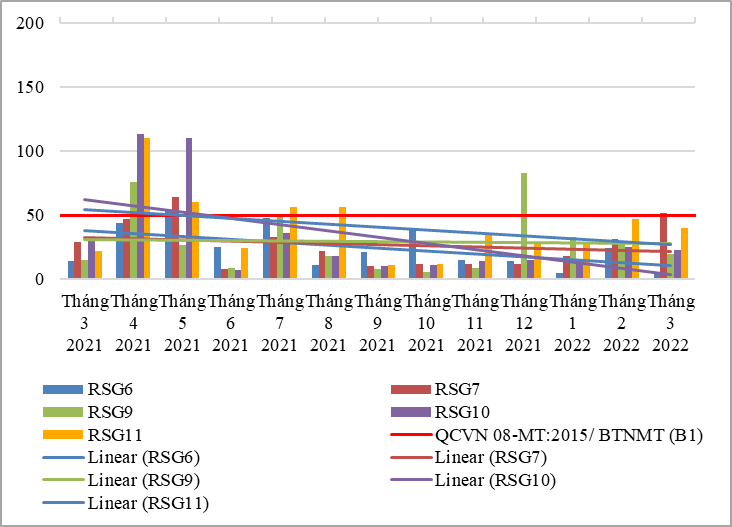 200
150
100
50
0
Tháng Tháng Tháng Tháng Tháng Tháng Tháng Tháng Tháng Tháng Tháng Tháng Tháng
3 4 5 6 7 8 9 10 11 12 1 2 3
2021 2021 2021 2021 2021 2021 2021 2021 2021 2021 2022 2022 2022
RSG6 RSG7
RSG9 RSG10
RSG11 QCVN 08-MT:2015/ BTNMT (B1)
Linear (RSG6) Linear (RSG7)
Linear (RSG9) Linear (RSG10)
Linear (RSG11)